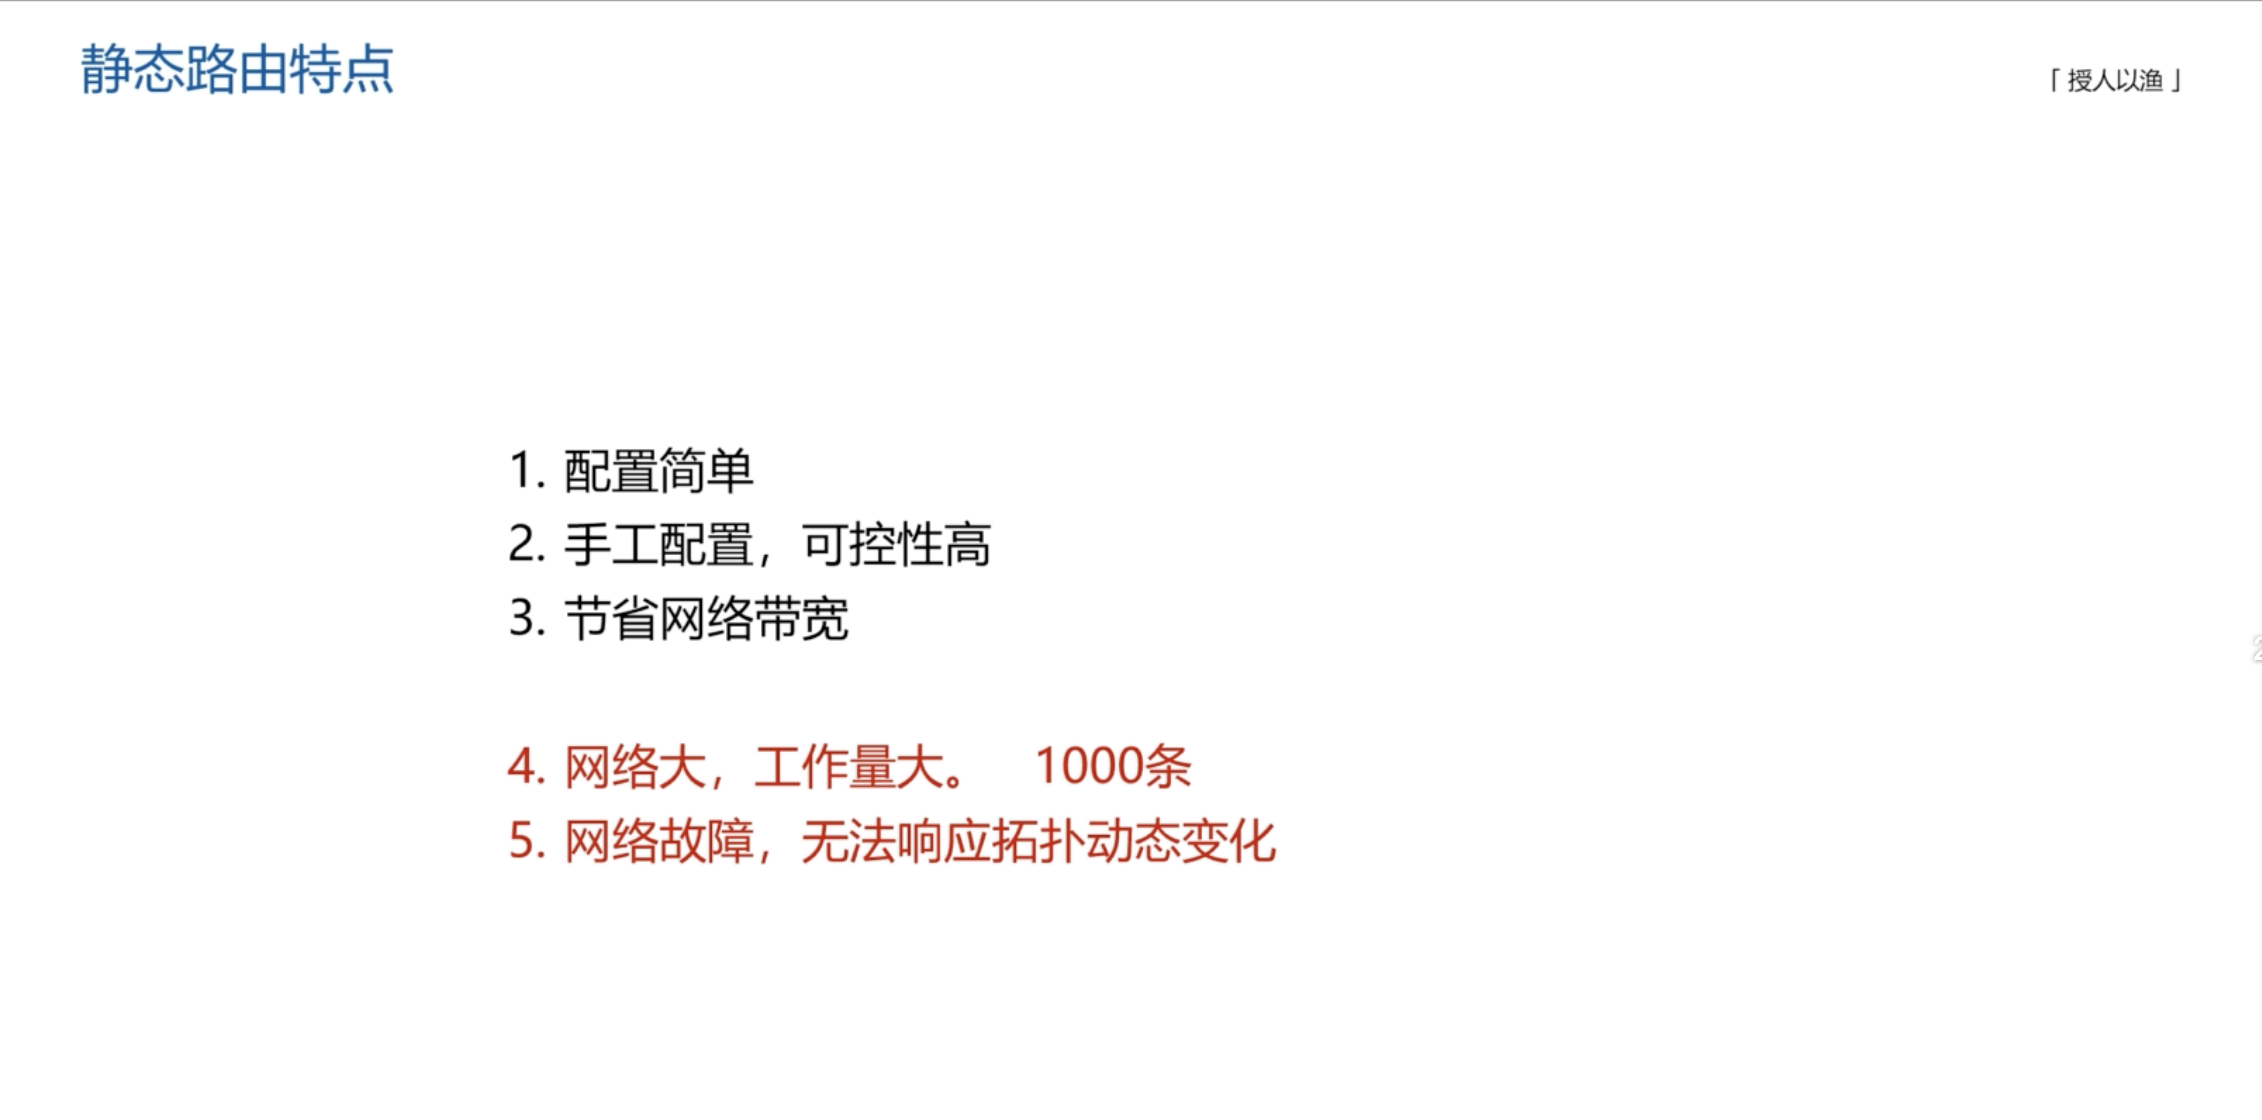 静态路由特点
「 授人以渔 」
1. 配置简单
2. 手工配置，可控性高
3. 节省网络带宽
4. 网络大，工作量大。 1000条
5. 网络故障，无法响应拓扑动态变化